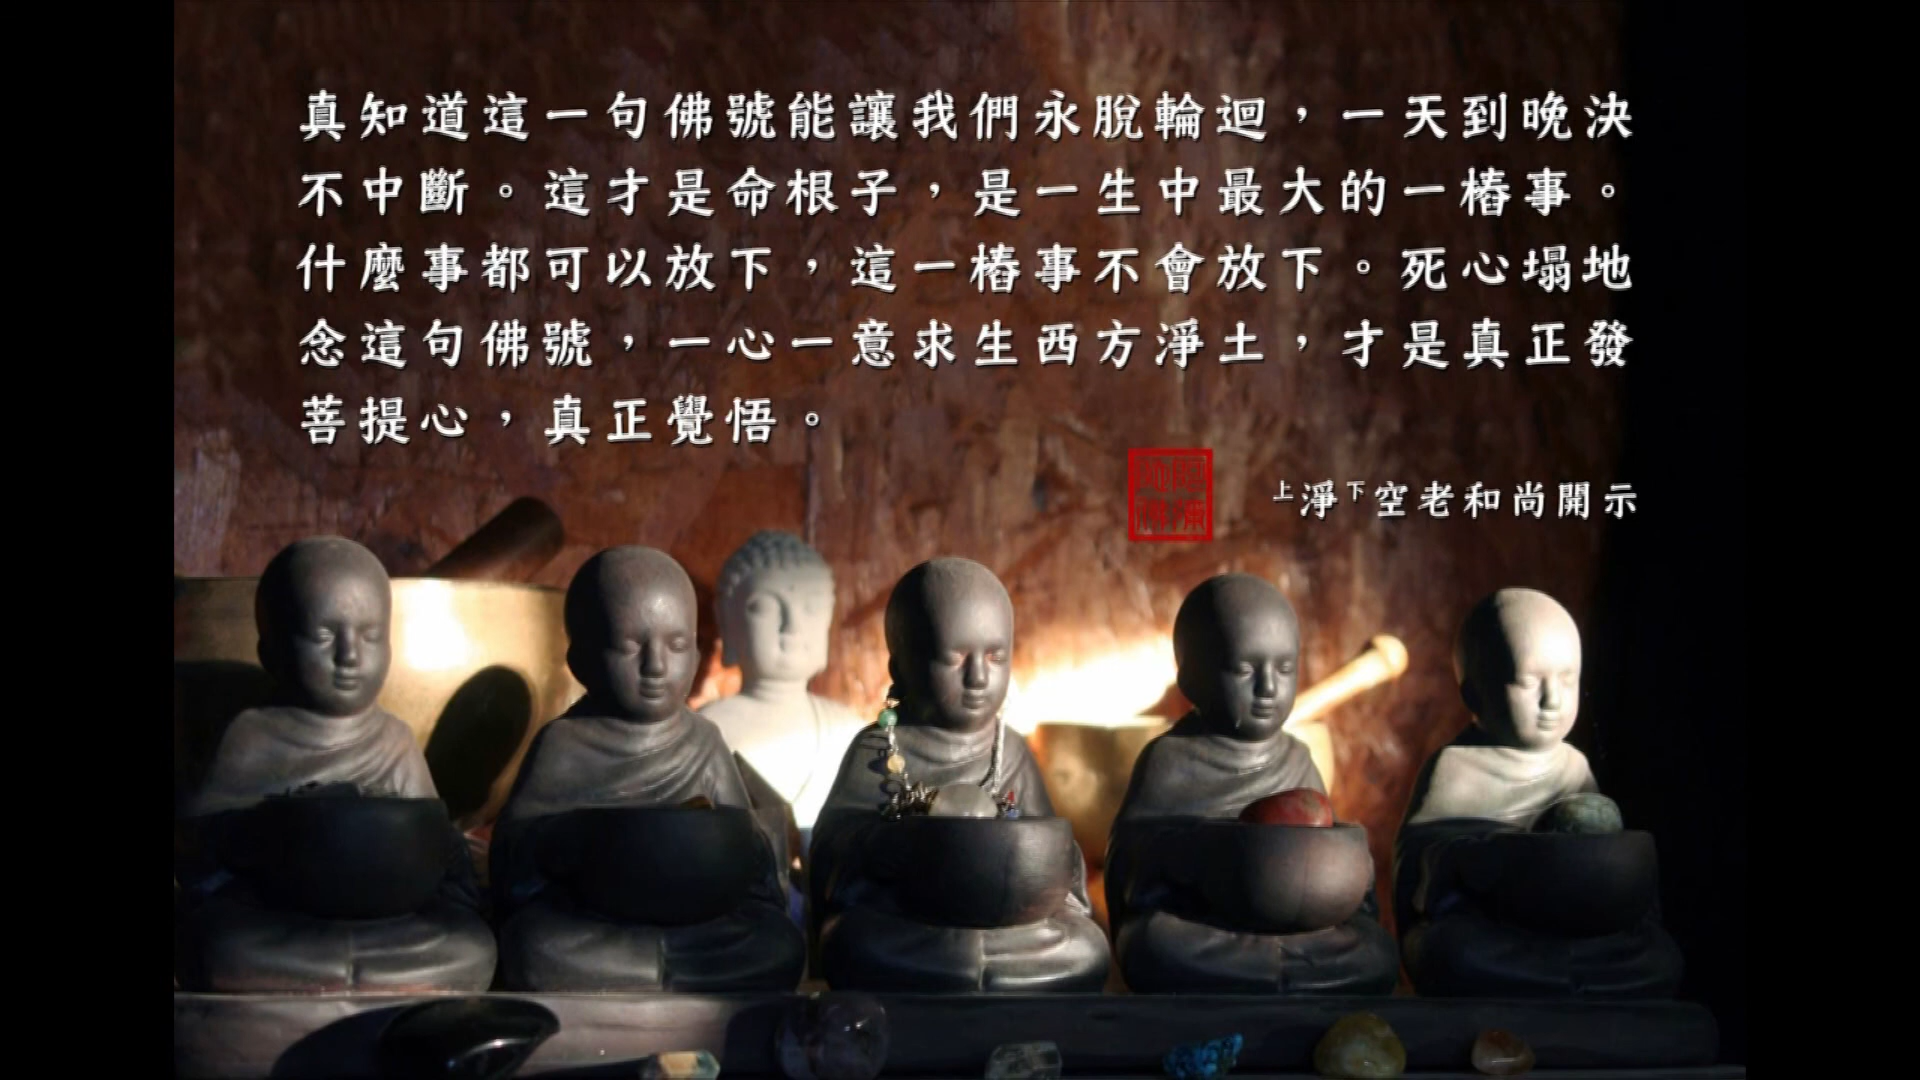 真知道這一句佛號能讓我們永脫輪迴，一天到晚決
不中斷。這才是命根子，是一生中最大的一樁事。
什麼事都可以放下，這一樁事不會放下。死心塌地
念這句佛號，一心一意求生西方淨土，才是真正發
菩提心，真正覺悟。
上淨下空老和尚開示